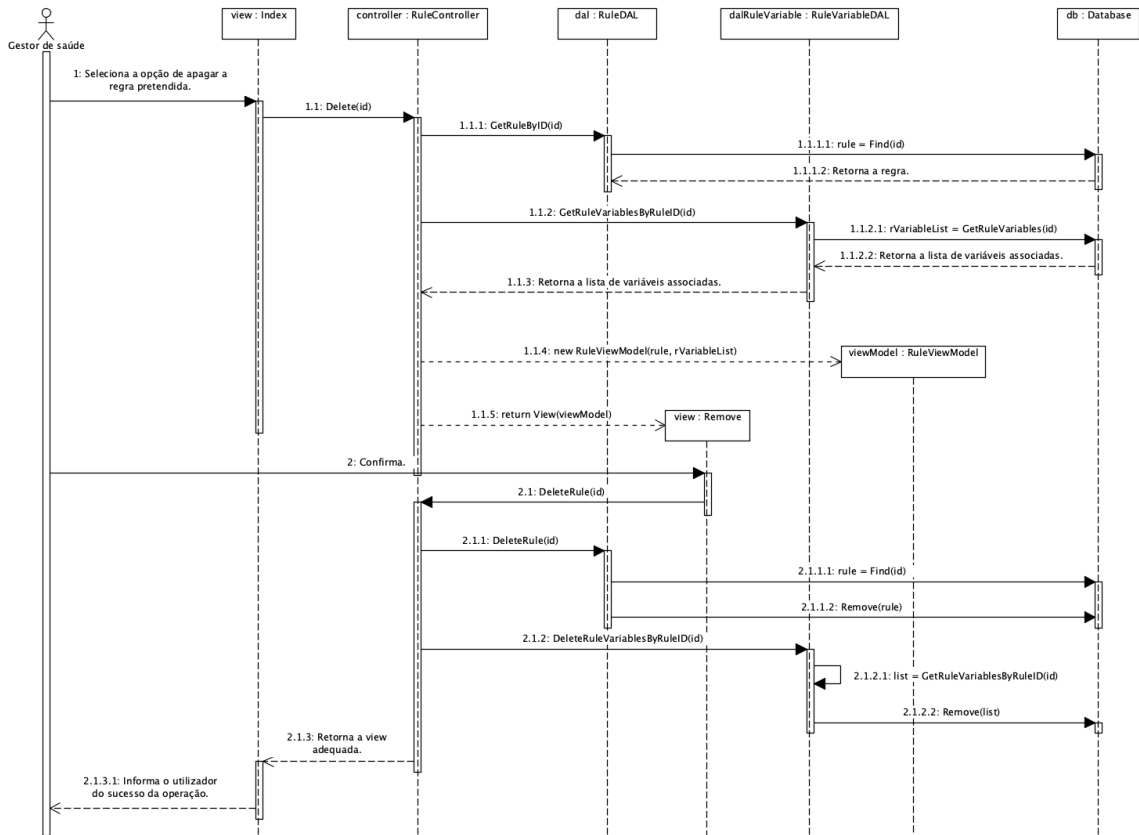 view : Index
controller : RuleController
dal : RuleDAL
dalRuleVariable : RuleVariableDAL
db : Database
Gestor de saúde
1: Seleciona a opção de apagar a
regra pretendida.
1.1: Delete(id)
1.1.1: GetRuleByID(id)
1.1.1.1: rule = Find(id)
1.1.1.2: Retorna a regra.
1.1.2: GetRuleVariablesByRuleID(id)
1.1.2.1: rVariableList = GetRuleVariables(id)
1.1.2.2: Retorna a lista de variáveis associadas.
1.1.3: Retorna a lista de variáveis associadas.
1.1.4: new RuleViewModel(rule, rVariableList)
viewModel : RuleViewModel
1.1.5: return View(viewModel)
view : Remove
2: Confirma.
2.1: DeleteRule(id)
2.1.1: DeleteRule(id)
2.1.1.1: rule = Find(id)
2.1.1.2: Remove(rule)
2.1.2: DeleteRuleVariablesByRuleID(id)
2.1.2.1: list = GetRuleVariablesByRuleID(id)
2.1.2.2: Remove(list)
2.1.3: Retorna a view
adequada.
2.1.3.1: Informa o utilizador
do sucesso da operação.